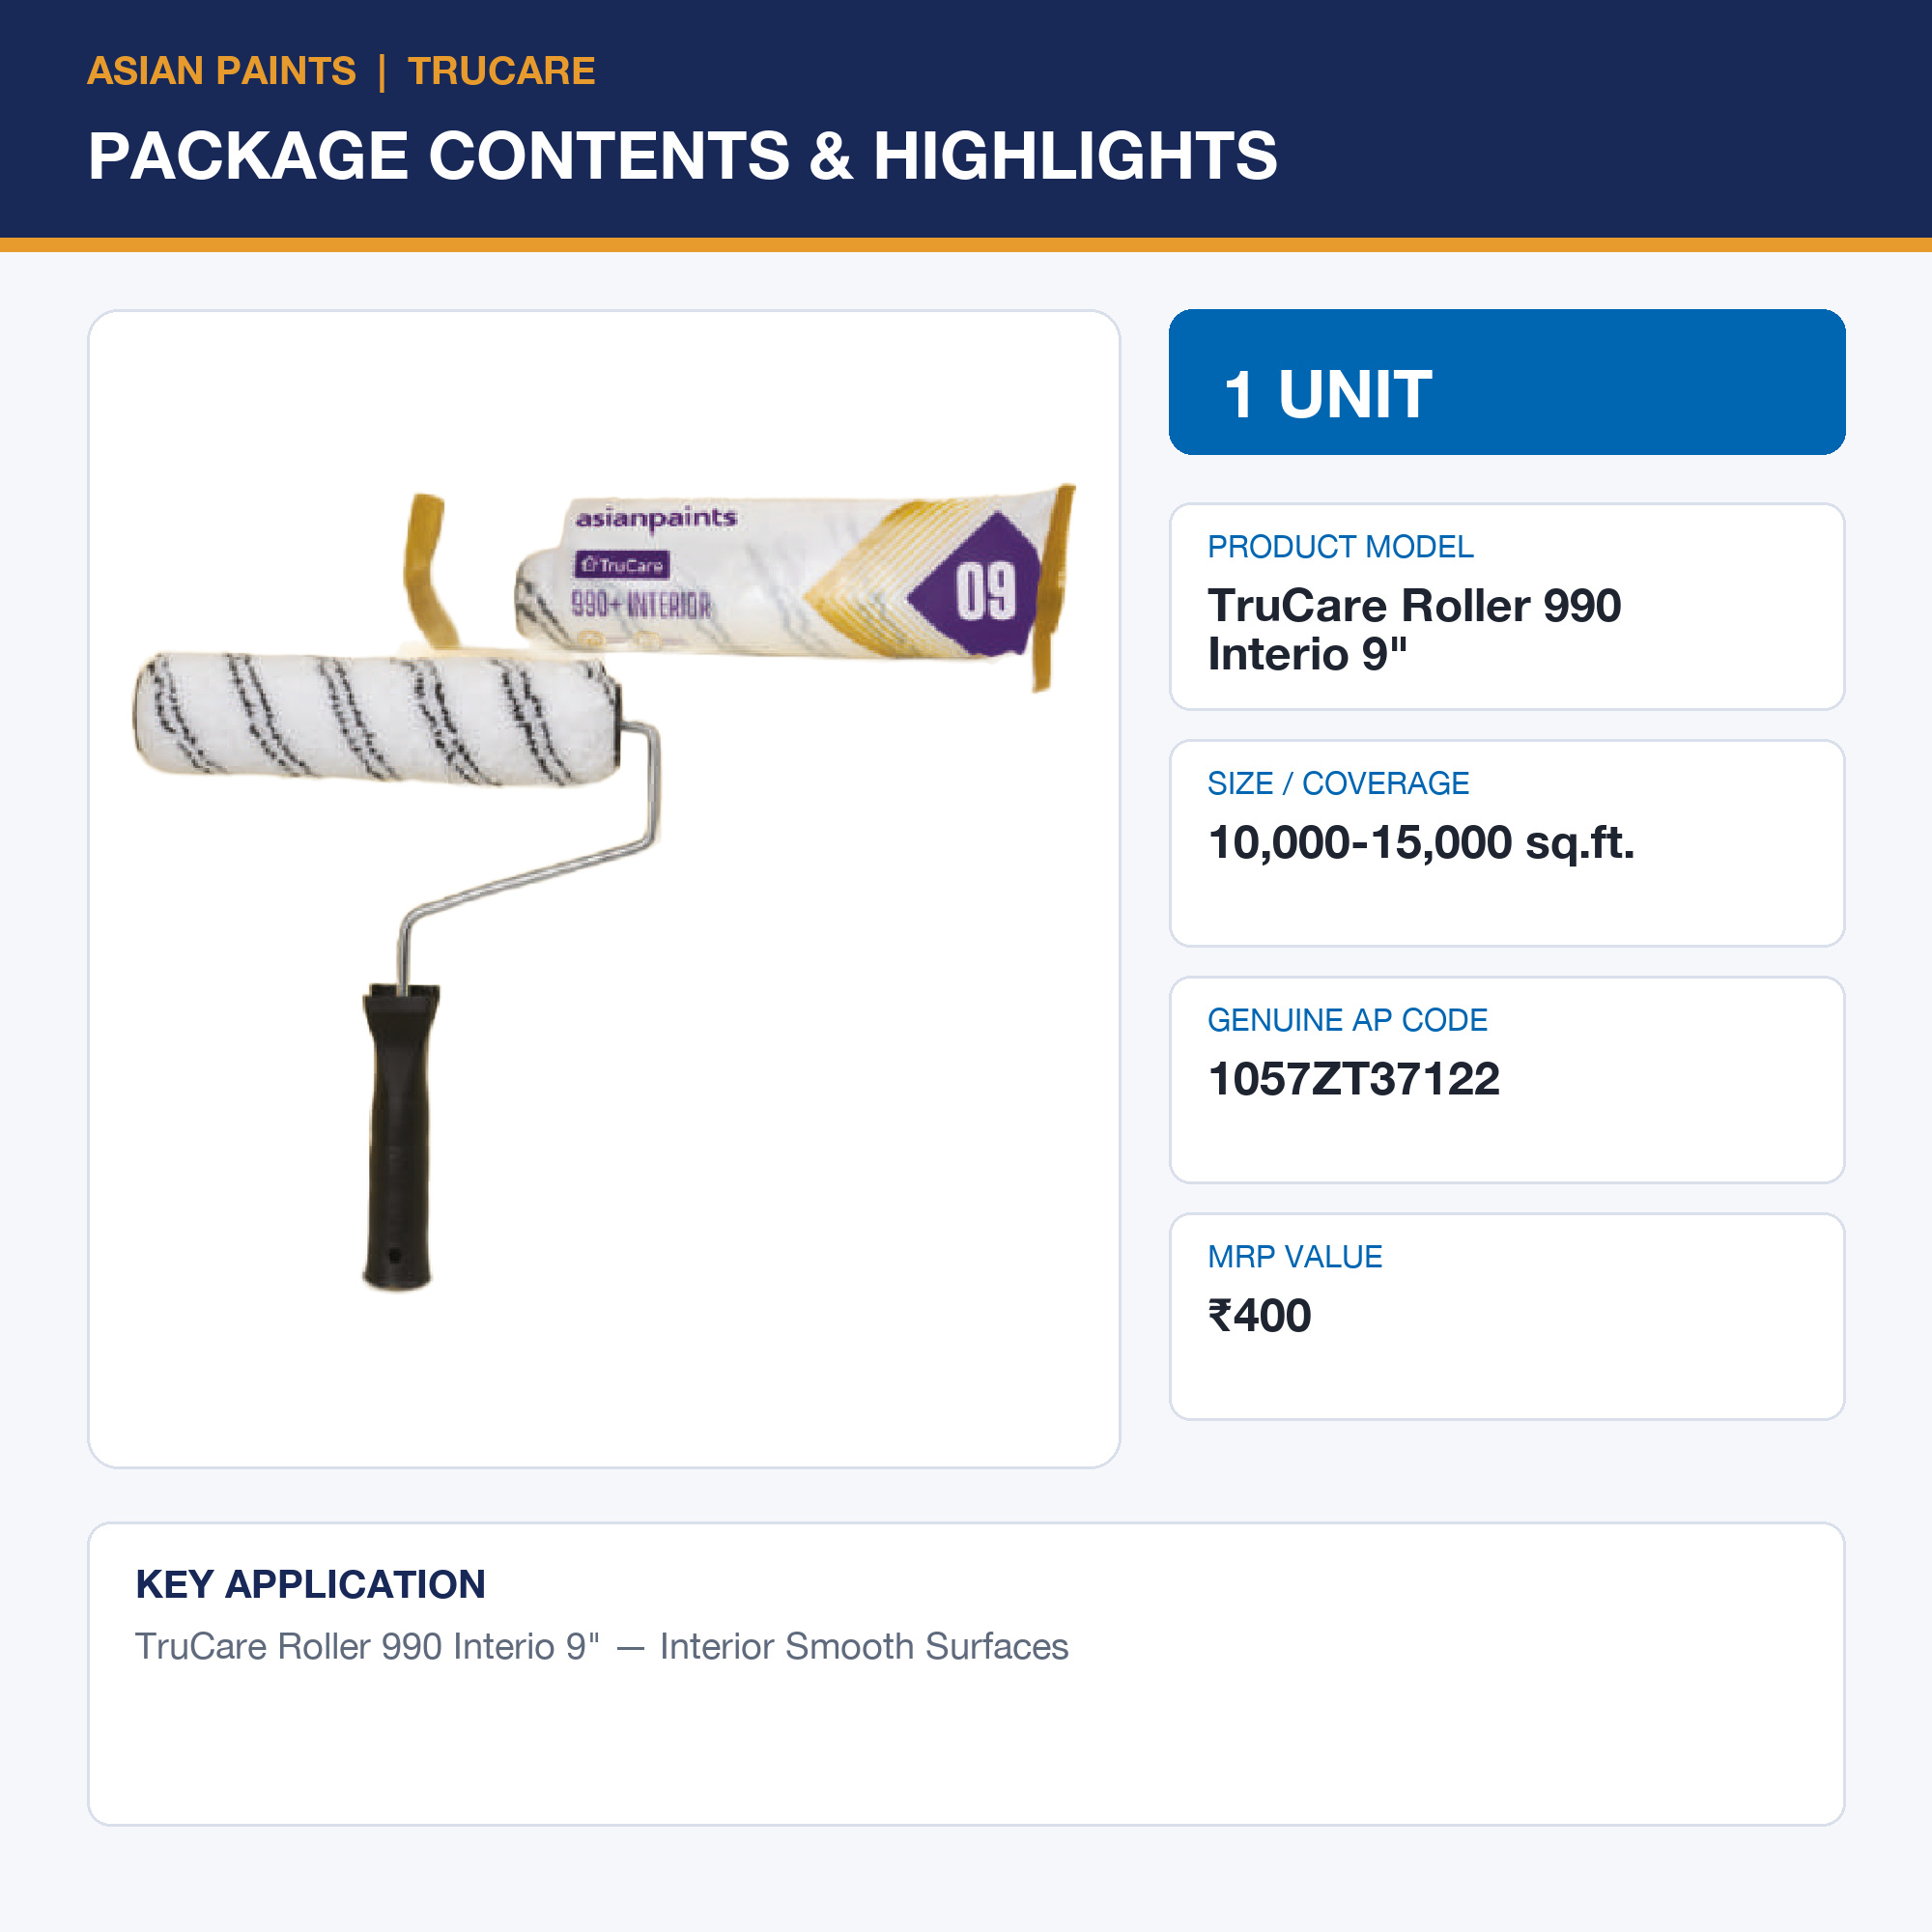 ASIAN PAINTS | TRUCARE
PACKAGE CONTENTS & HIGHLIGHTS
asianpaints
TruCare
990+ INTERIOR
09
1 UNIT
PRODUCT MODEL
TruCare Roller 990
Interio 9"
SIZE / COVERAGE
10,000-15,000 sq.ft.
GENUINE AP CODE
1057ZT37122
MRP VALUE
₹400
KEY APPLICATION
TruCare Roller 990 Interio 9" — Interior Smooth Surfaces